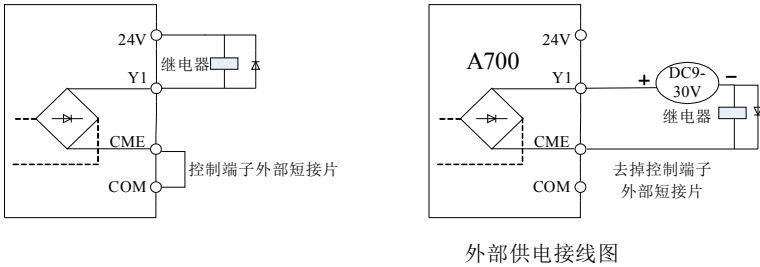 24V
继电器
Y1
CME
控制端子外部短接片
COM
24V
A700
Y1
+
DC9-
30V
−
继电器
CME
去掉控制端子
外部短接片
COM
外部供电接线图